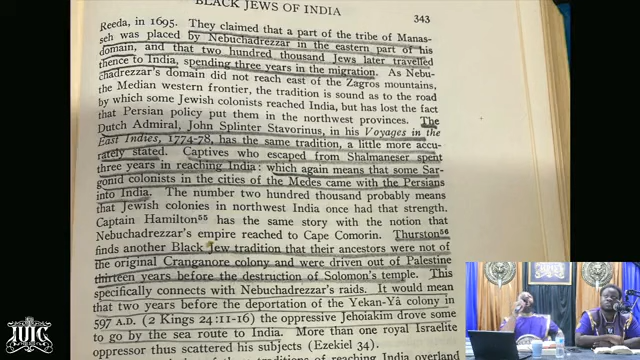 BLACK JEWS OF INDIA 343
Reeda, in 1695. They claimed that a part of the tribe of Manas-
seh was placed by Nebuchadrezzar in the eastern part of his
domain, and that two hundred thousand Jews later travelled
thence to India, spending three years in the migration. As Nebu-
chadrezzar's domain did not reach east of the Zagros mountains,
the Median western frontier, the tradition is sound as to the road
by which some Jewish colonists reached India, but has lost the fact
that Persian policy put them in the northwest provinces. The
Dutch Admiral, John Splinter Stavorinus, in his Voyages in the
East Indies, 1774-78, has the same tradition, a little more accu-
rately stated. Captives who escaped from Shalmaneser spent
three years in reaching India: which again means that some Sar-
gonid colonists in the cities of the Medes came with the Persians
into India. The number two hundred thousand probably means
that Jewish colonies in northwest India once had that strength.
Captain Hamilton55 has the same story with the notion that
Nebuchadrezzar's empire reached to Cape Comorin. Thurston56
finds another Black Jew tradition that their ancestors were not of
the original Cranganore colony and were driven out of Palestine
thirteen years before the destruction of Solomon's temple. This
specifically connects with Nebuchadrezzar's raids. It would mean
that two years before the deportation of the Yekan-Yâ colony in
597 A.D. (2 Kings 24:11-16) the oppressive Jehoiakim drove some
to go by the sea route to India. More than one royal Israelite
oppressor thus scattered his subjects (Ezekiel 34).
of reaching India overland
IUIC